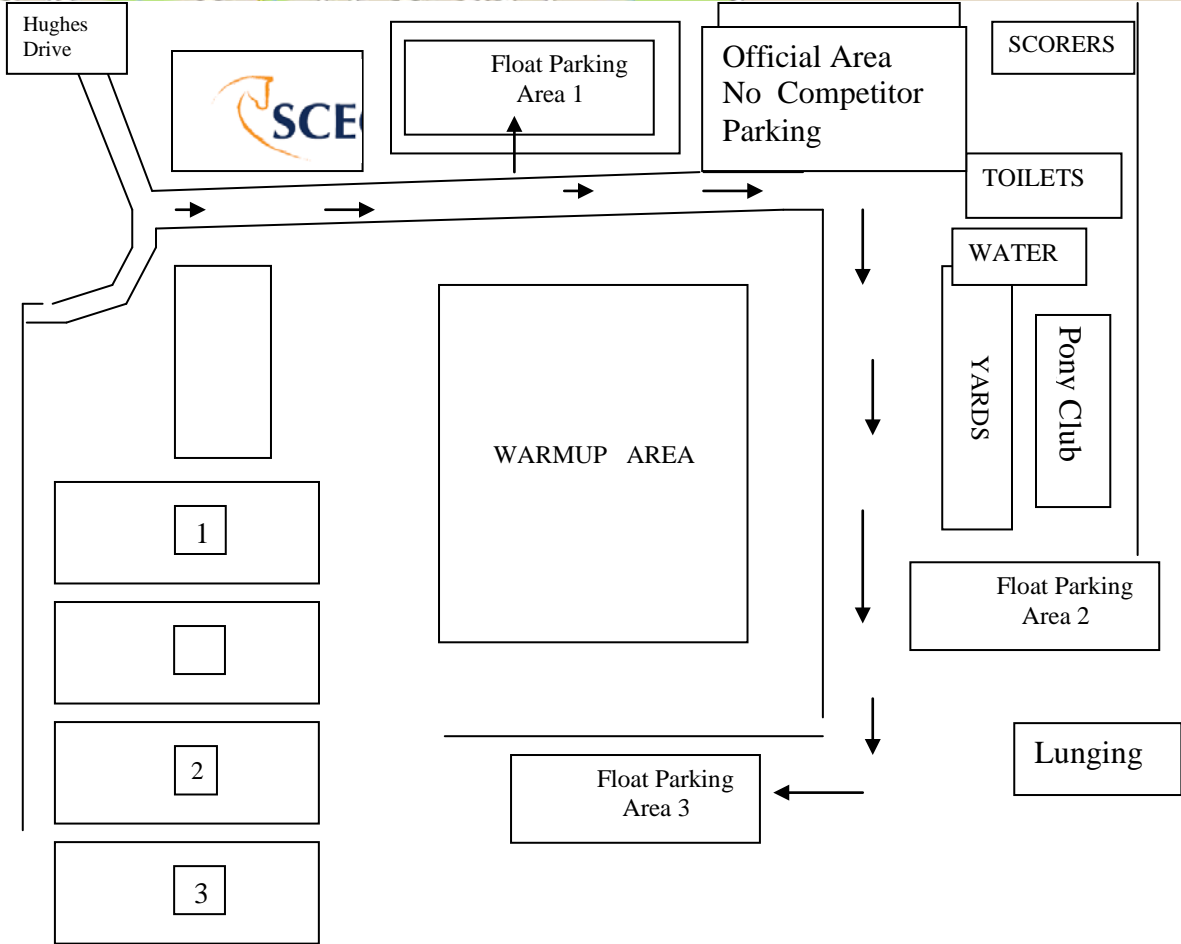 Hughes
Drive
SCE
Float Parking
Area 1
Official Area
No Competitor
Parking
SCORERS
TOILETS
WATER
YARDS
Pony Club
WARMUP AREA
1
2
3
Float Parking
Area 2
Lunging
Float Parking
Area 3